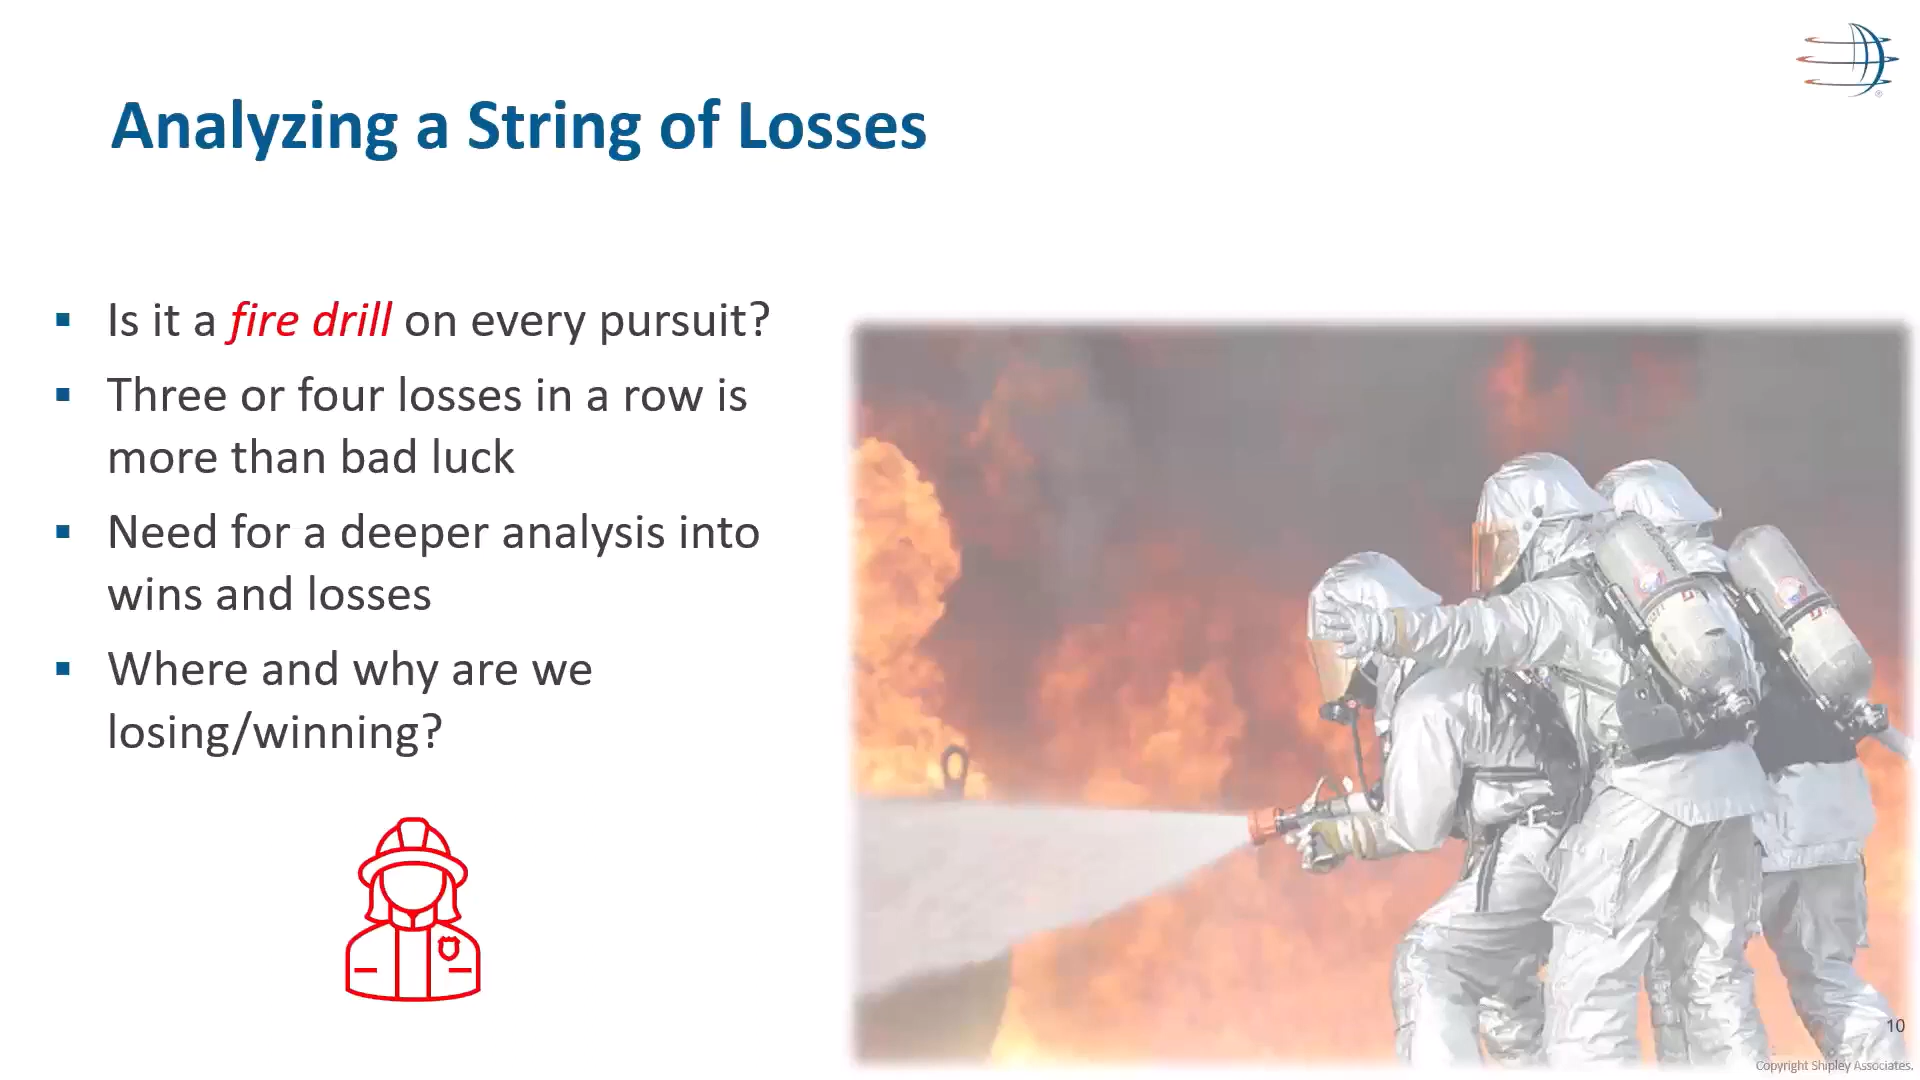 Analyzing a String of Losses
▪ Is it a fire drill on every pursuit?
▪ Three or four losses in a row is
more than bad luck
▪ Need for a deeper analysis into
wins and losses
▪ Where and why are we
losing/winning?
10
Copyright Shipley Associates.